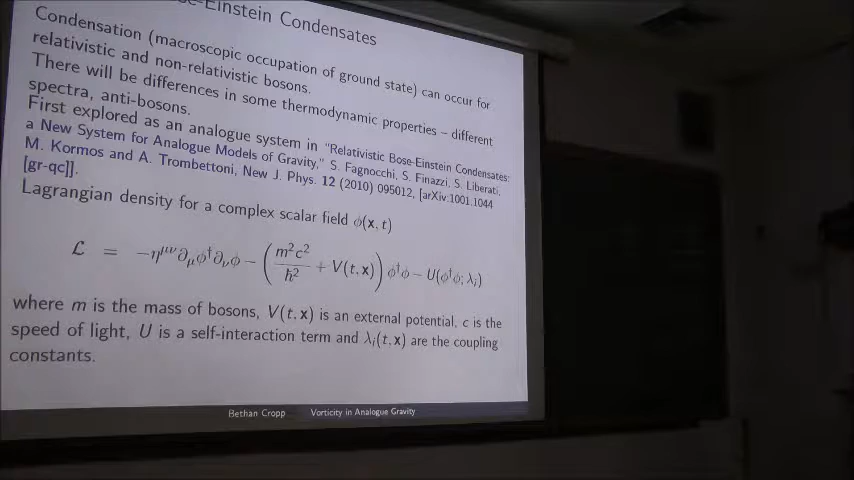 -Einstein Condensates
Condensation (macroscopic occupation of ground state) can occur for
relativistic and non-relativistic bosons.
There will be differences in some thermodynamic properties – different
spectra, anti-bosons.
First explored as an analogue system in "Relativistic Bose-Einstein Condensates:
a New System for Analogue Models of Gravity," S. Fagnocchi, S. Finazzi, S. Liberati,
M. Kormos and A. Trombettoni, New J. Phys. 12 (2010) 095012, [arXiv:1001.1044
[gr-qc]].
Lagrangian density for a complex scalar field ϕ(x, t)
ℒ = −η^{μν}∂_μϕ†∂_νϕ − (m²c²/ħ² + V(t, x)) ϕ†ϕ − U(ϕ†ϕ; λ_i)
where m is the mass of bosons, V(t, x) is an external potential, c is the
speed of light, U is a self-interaction term and λ_i(t, x) are the coupling
constants.
Bethan Cropp Vorticity in Analogue Gravity